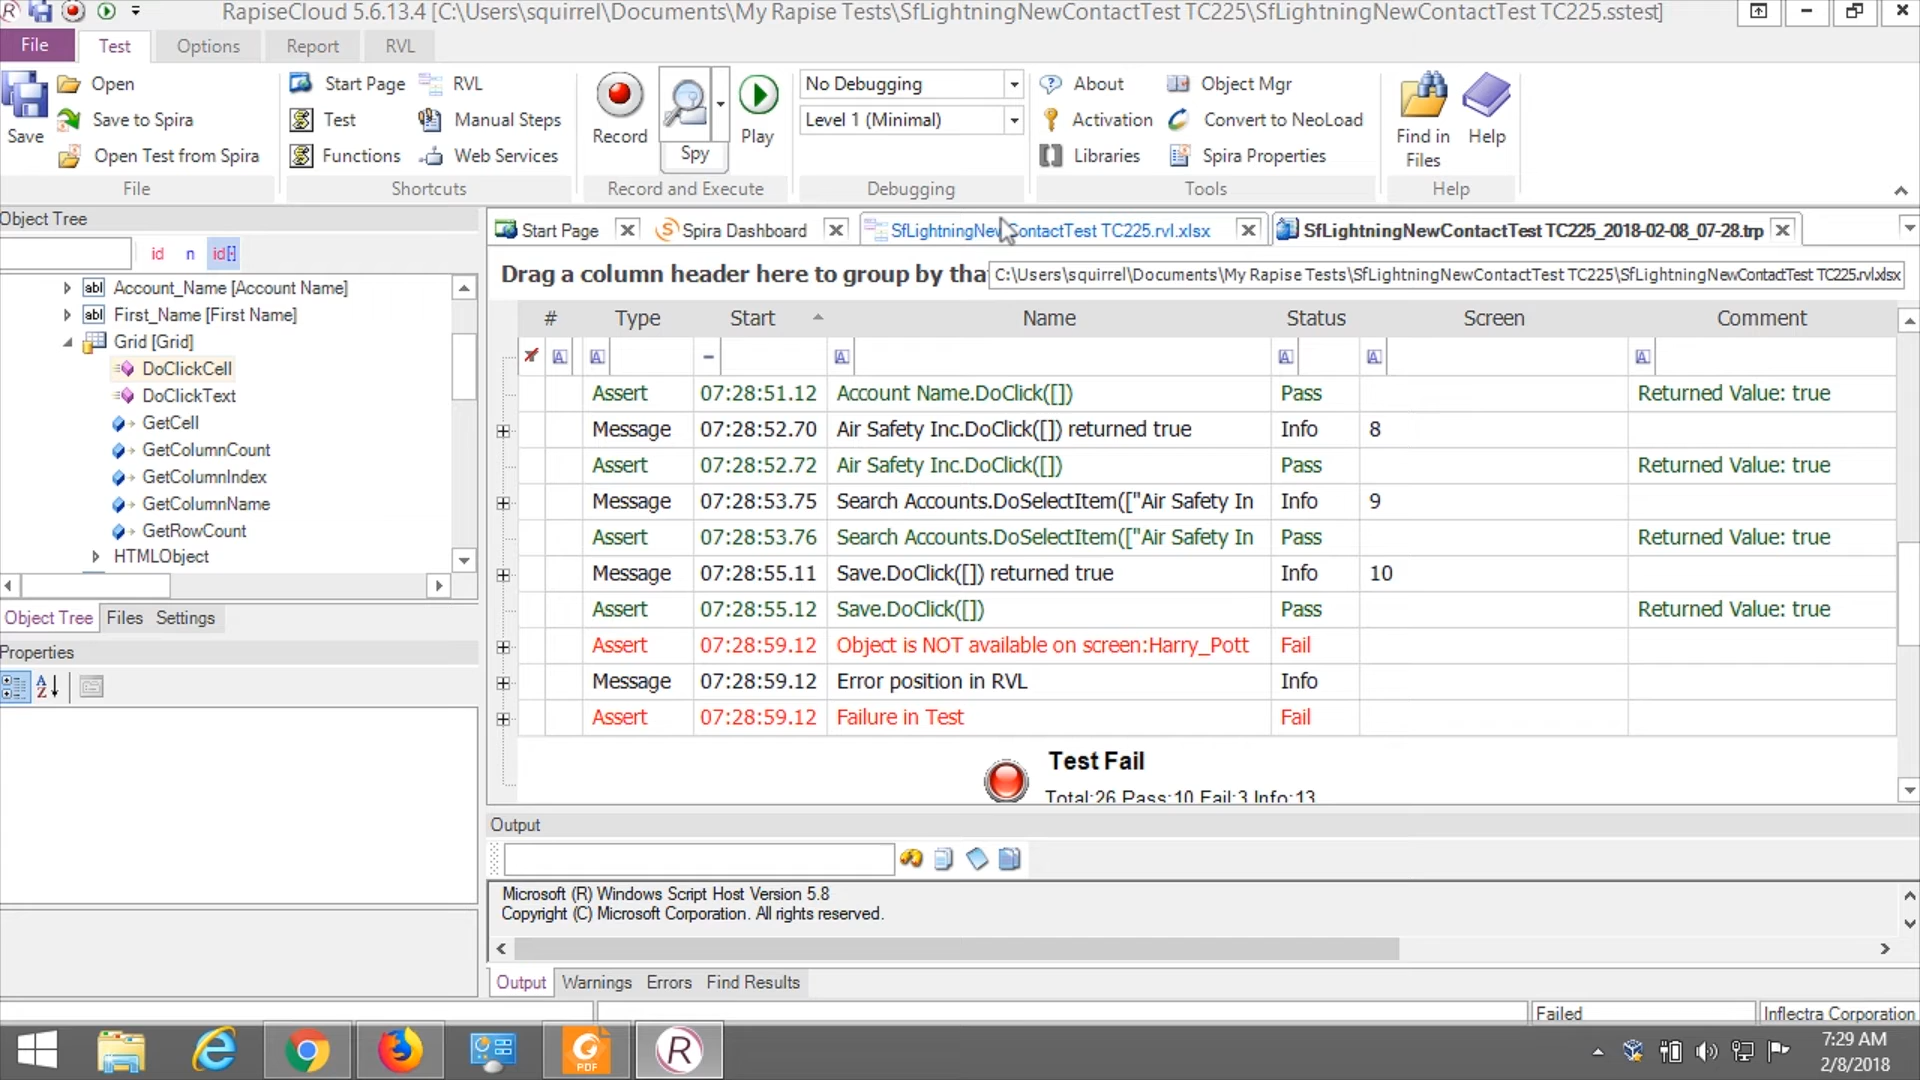 RapiseCloud 5.6.13.4 [C:\Users\squirrel\Documents\My Rapise Tests\SfLightningNewContactTest TC225\SfLightningNewContactTest TC225.sstest]
File
Test
Options
Report
RVL
Save
Open
Save to Spira
Open Test from Spira
File
Start Page
RVL
Test
Manual Steps
Functions
Web Services
Shortcuts
Record
Spy
Play
Record and Execute
No Debugging
Level 1 (Minimal)
Debugging
About
Object Mgr
Activation
Convert to NeoLoad
Libraries
Spira Properties
Tools
Find in
Files
Help
Help
Object Tree
id n id[·]
Account_Name [Account Name]
First_Name [First Name]
Grid [Grid]
DoClickCell
DoClickText
GetCell
GetColumnCount
GetColumnIndex
GetColumnName
GetRowCount
HTMLObject
Object Tree Files Settings
Properties
Start Page
Spira Dashboard
SfLightningNewContactTest TC225.rvl.xlsx
SfLightningNewContactTest TC225_2018-02-08_07-28.trp
Drag a column header here to group by tha
C:\Users\squirrel\Documents\My Rapise Tests\SfLightningNewContactTest TC225\SfLightningNewContactTest TC225.rvl.xlsx
# Type Start Name Status Screen Comment
Assert 07:28:51.12 Account Name.DoClick([]) Pass Returned Value: true
Message 07:28:52.70 Air Safety Inc.DoClick([]) returned true Info 8
Assert 07:28:52.72 Air Safety Inc.DoClick([]) Pass Returned Value: true
Message 07:28:53.75 Search Accounts.DoSelectItem(["Air Safety In Info 9
Assert 07:28:53.76 Search Accounts.DoSelectItem(["Air Safety In Pass Returned Value: true
Message 07:28:55.11 Save.DoClick([]) returned true Info 10
Assert 07:28:55.12 Save.DoClick([]) Pass Returned Value: true
Assert 07:28:59.12 Object is NOT available on screen:Harry_Pott Fail
Message 07:28:59.12 Error position in RVL Info
Assert 07:28:59.12 Failure in Test Fail
Test Fail
Total:26 Pass:10 Fail:3 Info:13
Output
Microsoft (R) Windows Script Host Version 5.8
Copyright (C) Microsoft Corporation. All rights reserved.
Output Warnings Errors Find Results
Failed
Inflectra Corporation
7:29 AM
2/8/2018